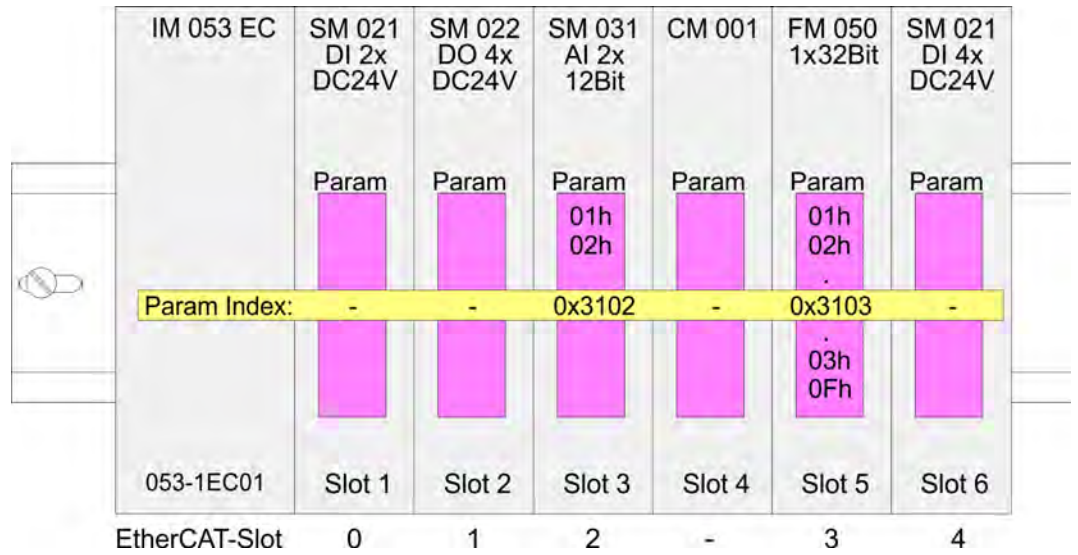 IM 053 EC
SM 021
DI 2x
DC24V
SM 022
DO 4x
DC24V
SM 031
AI 2x
12Bit
CM 001
FM 050
1x32Bit
SM 021
DI 4x
DC24V
Param Param Param Param Param Param
01h
02h
01h
02h
.
Param Index: - - 0x3102 - 0x3103 -
.
03h
0Fh
053-1EC01 Slot 1 Slot 2 Slot 3 Slot 4 Slot 5 Slot 6
EtherCAT-Slot 0 1 2 - 3 4